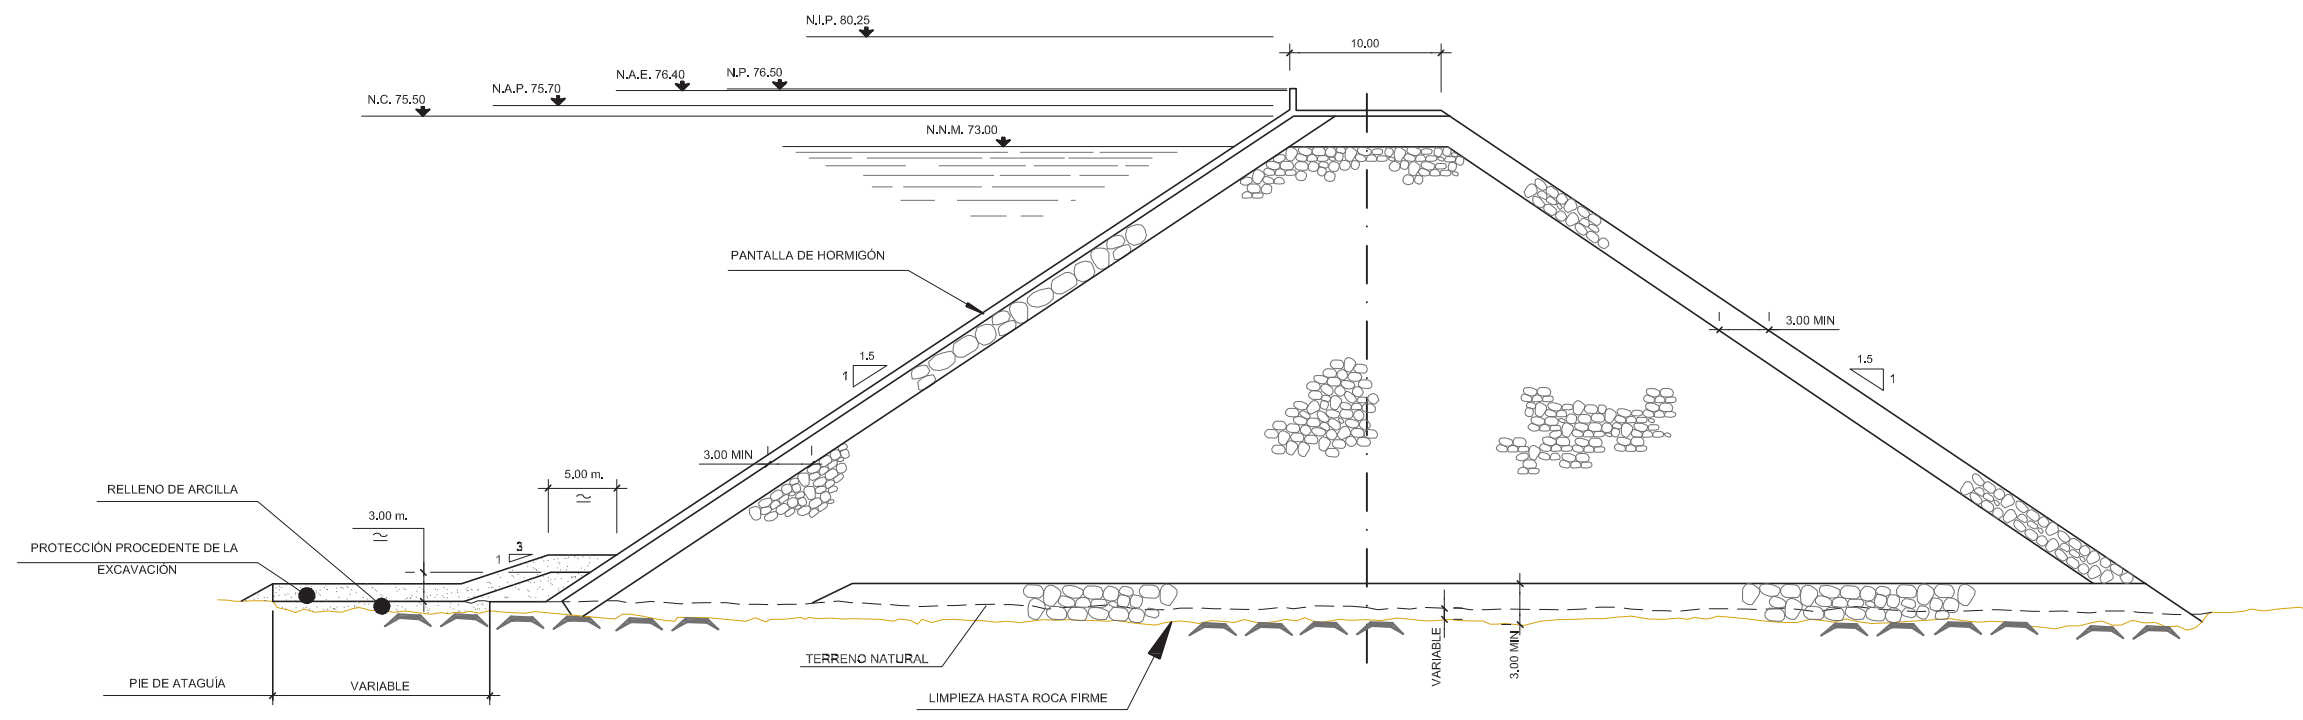 N.I.P. 80.25
10.00
N.A.E. 76.40
N.P. 76.50
N.A.P. 75.70
N.C. 75.50
N.N.M. 73.00
PANTALLA DE HORMIGÓN
3.00 MIN
1.5
1
1.5
1
3.00 MIN
5.00 m.
RELLENO DE ARCILLA
3.00 m.
3
1
PROTECCIÓN PROCEDENTE DE LA
EXCAVACIÓN
TERRENO NATURAL
VARIABLE
3.00 MIN
PIE DE ATAGUÍA
VARIABLE
LIMPIEZA HASTA ROCA FIRME